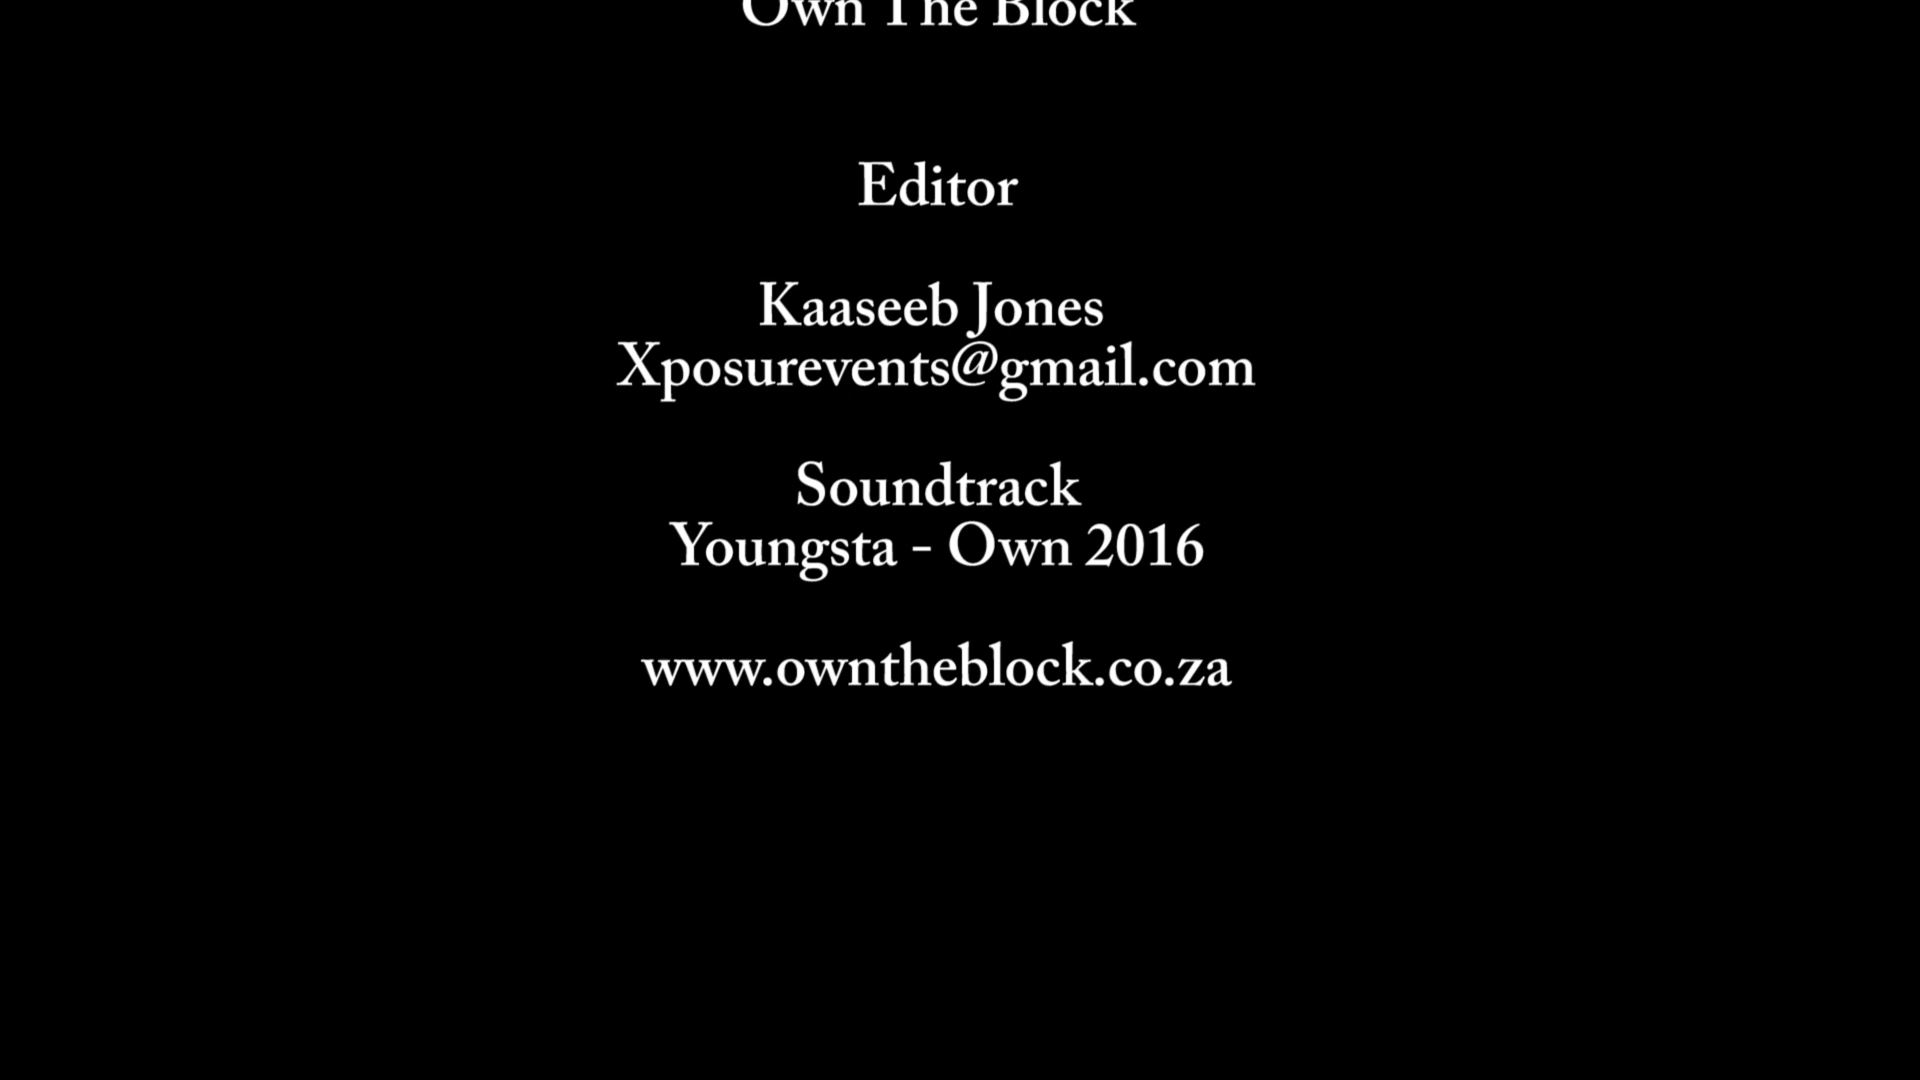 Own The Block
Editor
Kaaseeb Jones
Xposurevents@gmail.com
Soundtrack
Youngsta - Own 2016
www.owntheblock.co.za